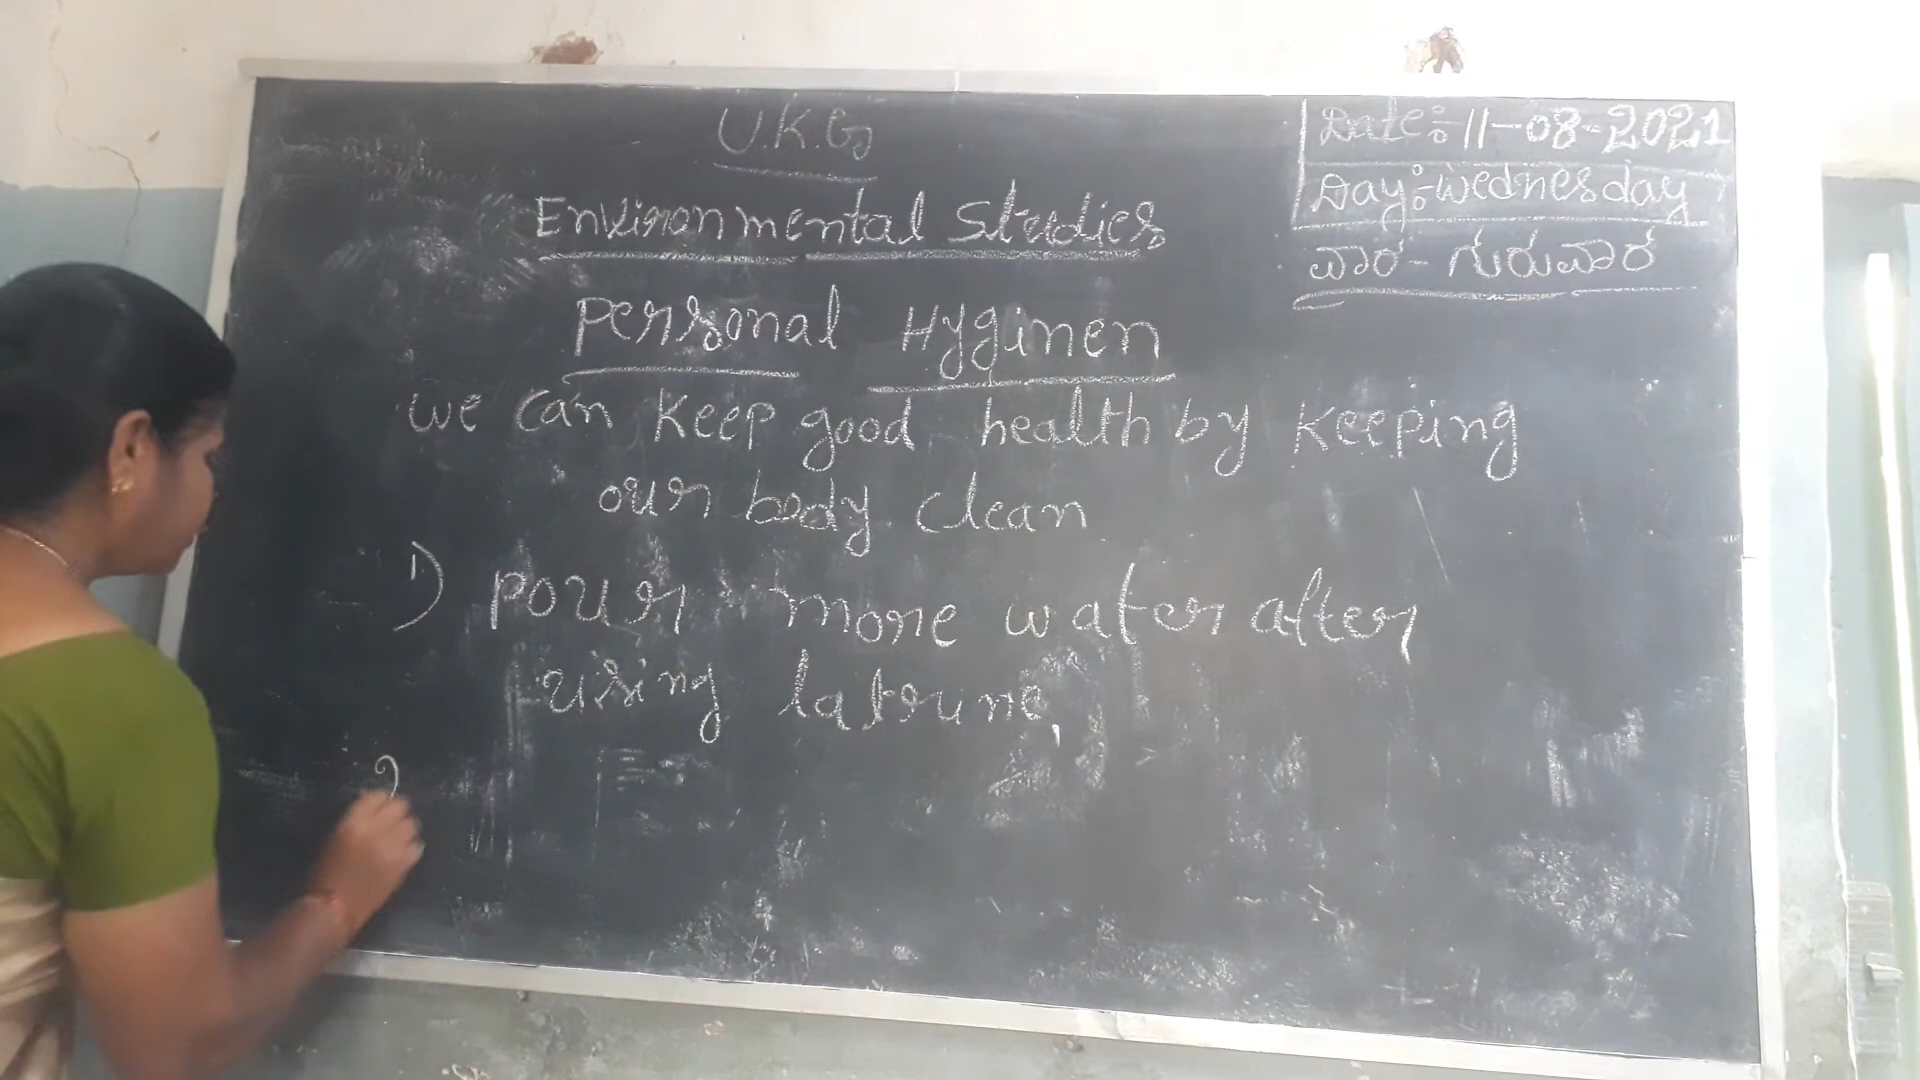 U.K.G
Date:-11-08-2021
Day:-Wednesday
ವಾರ- ಗುರುವಾರ
Environmental Studies
Personal Hyginen
we can keep good health by keeping
our body clean
1) Pour more water after
using latrune,
2